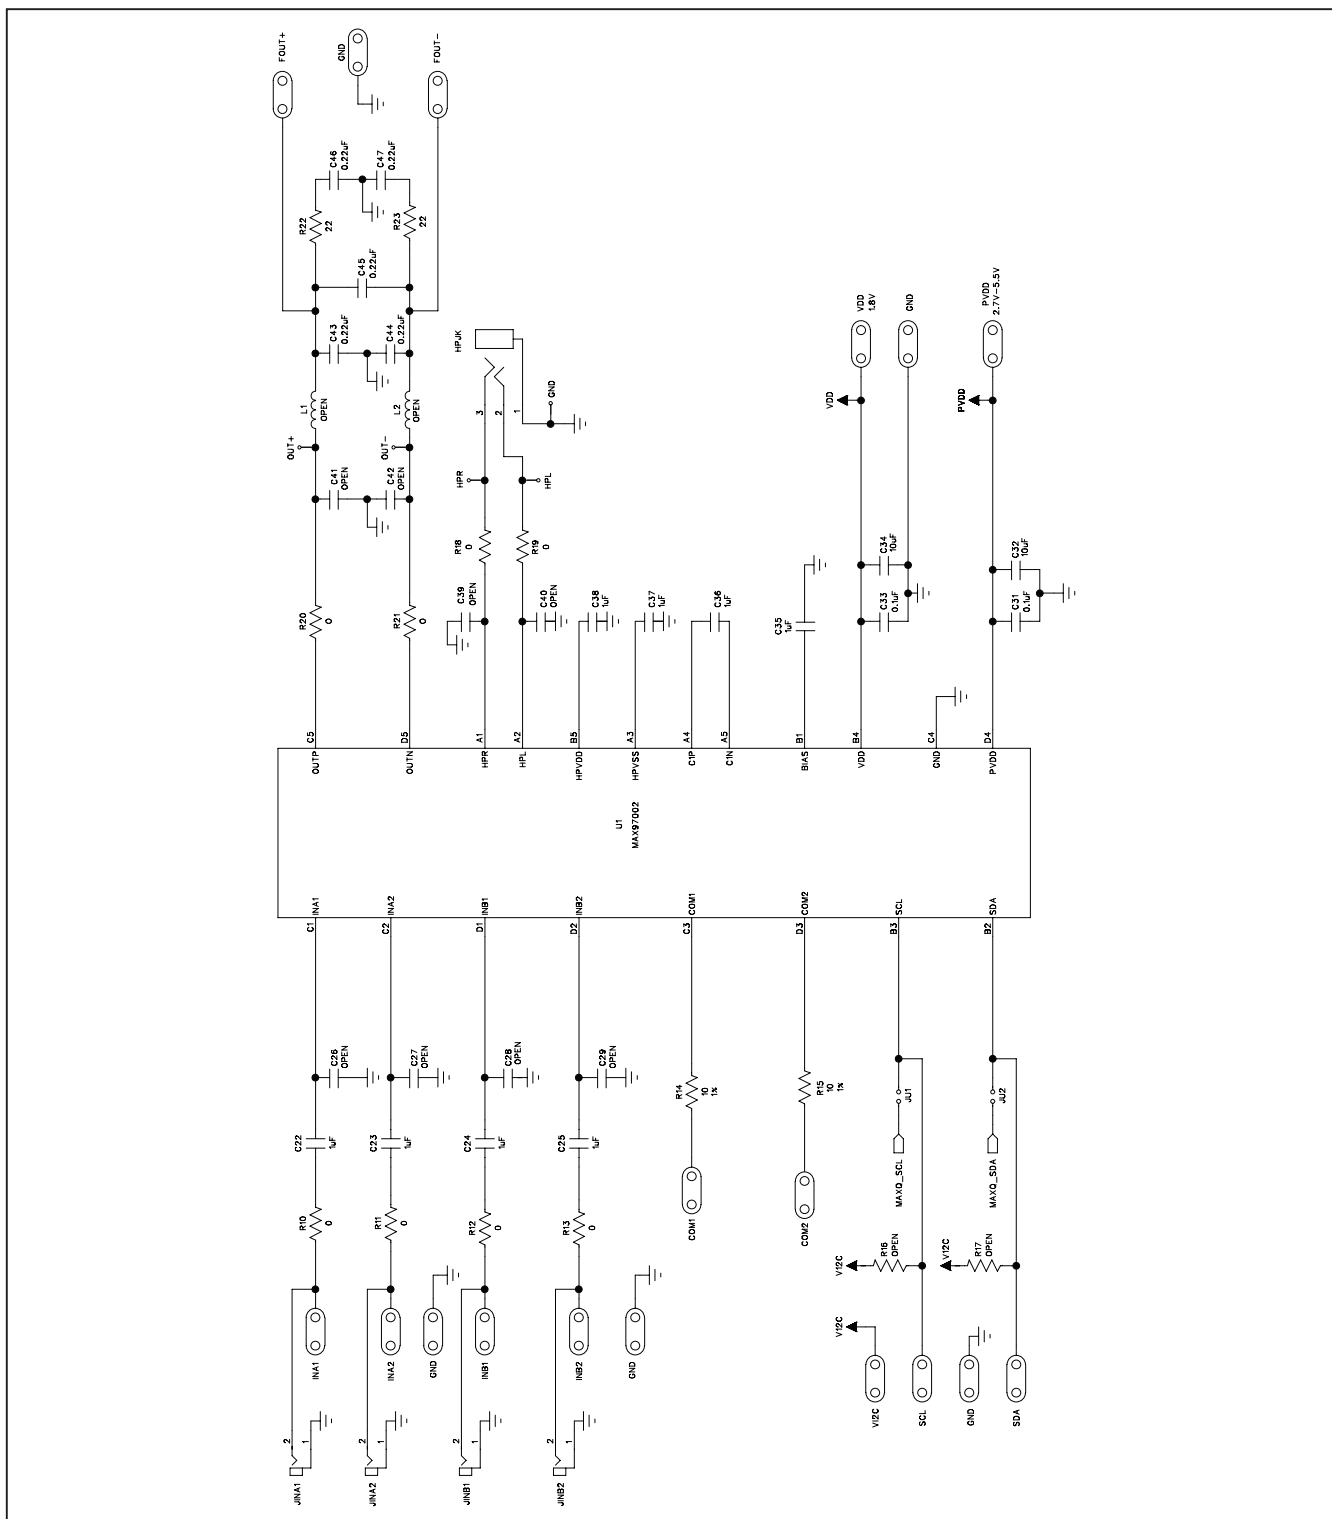 FOUT+
GND
FOUT-
C46
0.22uF
C47
0.22uF
R22
22
R23
22
C45
0.22uF
C43
0.22uF
C44
0.22uF
L1
OPEN
L2
OPEN
OUT+
OUT-
C41
OPEN
C42
OPEN
R20
0
R21
0
HPJK
3
2
1
GND
HPR
HPL
R18
0
R19
0
C39
OPEN
C40
OPEN
C38
1uF
C37
1uF
C36
1uF
C35
1uF
VDD
1.8V
GND
PVDD
2.7V-5.5V
VDD
PVDD
C34
10uF
C33
0.1uF
C32
10uF
C31
0.1uF
C5
D5
A1
A2
B5
A3
A4
A5
B1
B4
C4
D4
OUTP
OUTN
HPR
HPL
HPVDD
HPVSS
C1P
C1N
BIAS
VDD
GND
PVDD
U1
MAX97002
INA1
INA2
INB1
INB2
COM1
COM2
SCL
SDA
C1
C2
D1
D2
C3
D3
B3
B2
C26
OPEN
C27
OPEN
C28
OPEN
C29
OPEN
C22
1uF
C23
1uF
C24
1uF
C25
1uF
R10
0
R11
0
R12
0
R13
0
R14
10
1%
R15
10
1%
COM1
COM2
JU1
JU2
MAXQ_SCL
MAXQ_SDA
V12C
R16
OPEN
V12C
R17
OPEN
V12C
INA1
INA2
GND
INB1
INB2
GND
VI2C
SCL
GND
SDA
2
1
2
1
2
1
2
1
JINA1
JINA2
JINB1
JINB2